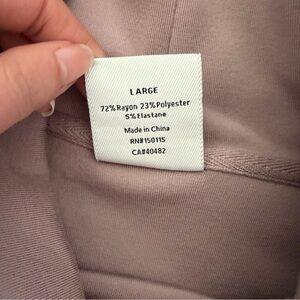 LARGE
72% Rayon 23% Polyester
5% Elastane
Made in China
RN#150115
CA#40482